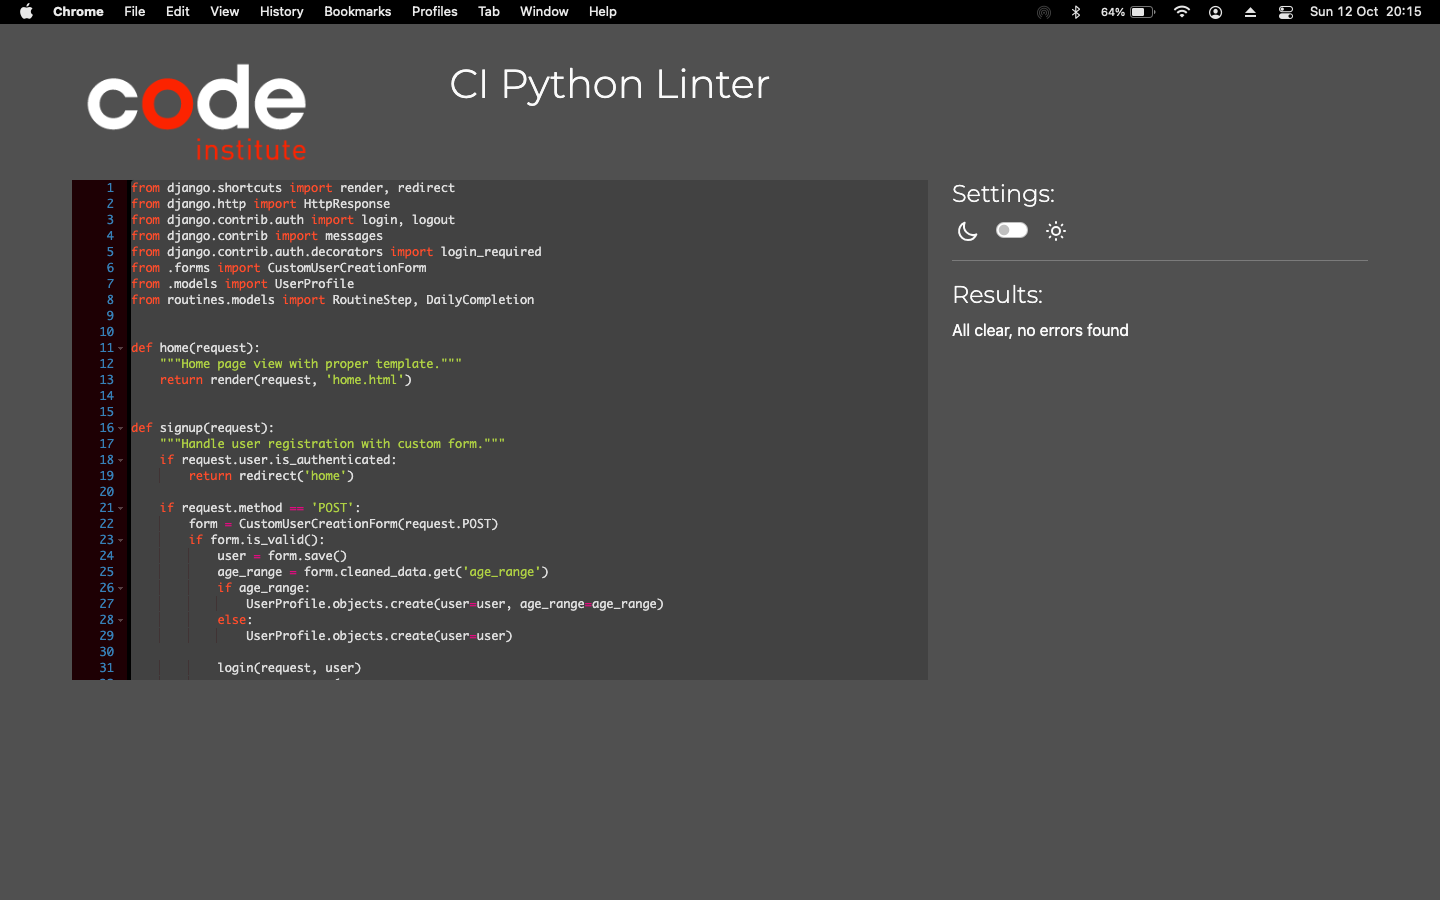 Chrome File Edit View History Bookmarks Profiles Tab Window Help 64% Sun 12 Oct 20:15
code
institute
CI Python Linter
1 from django.shortcuts import render, redirect
2 from django.http import HttpResponse
3 from django.contrib.auth import login, logout
4 from django.contrib import messages
5 from django.contrib.auth.decorators import login_required
6 from .forms import CustomUserCreationForm
7 from .models import UserProfile
8 from routines.models import RoutineStep, DailyCompletion
9
10
11 def home(request):
12     """Home page view with proper template."""
13     return render(request, 'home.html')
14
15
16 def signup(request):
17     """Handle user registration with custom form."""
18     if request.user.is_authenticated:
19         return redirect('home')
20
21     if request.method == 'POST':
22         form = CustomUserCreationForm(request.POST)
23         if form.is_valid():
24             user = form.save()
25             age_range = form.cleaned_data.get('age_range')
26             if age_range:
27                 UserProfile.objects.create(user=user, age_range=age_range)
28             else:
29                 UserProfile.objects.create(user=user)
30
31             login(request, user)
Settings:
Results:
All clear, no errors found